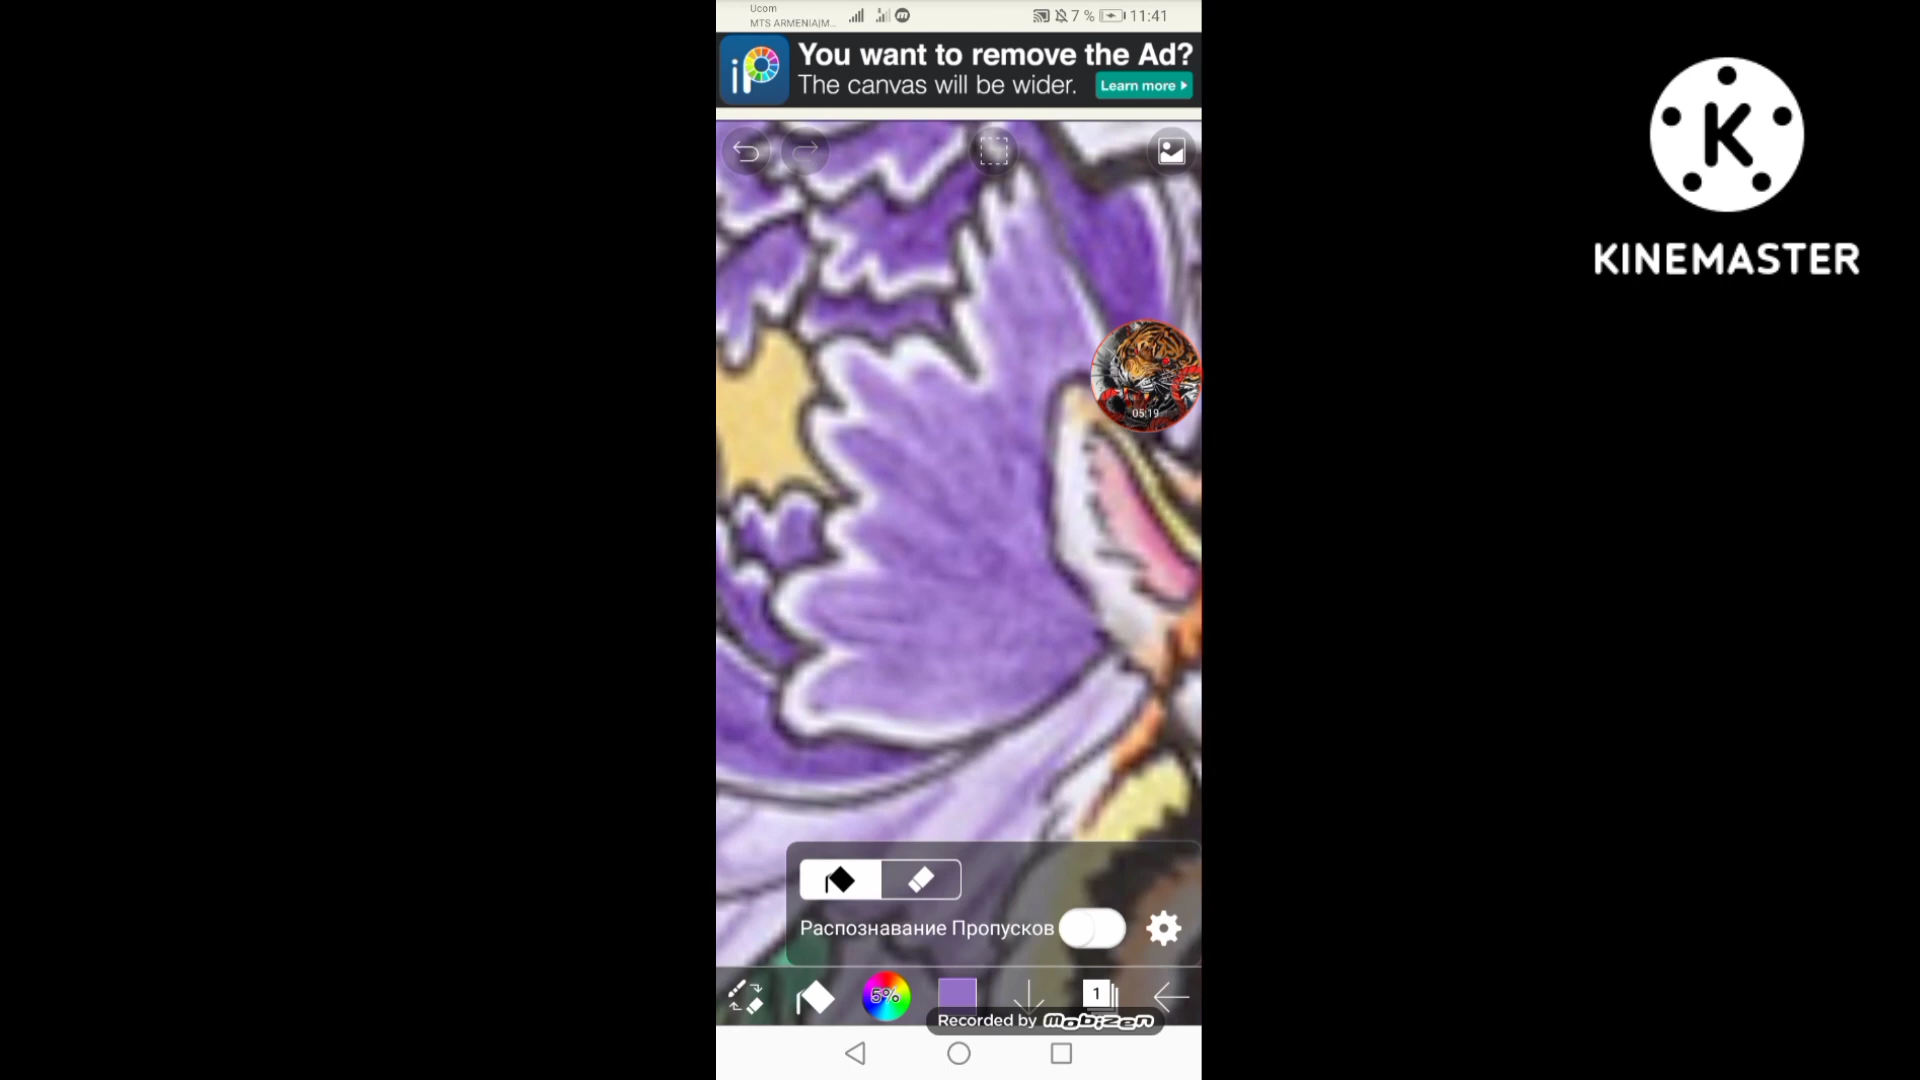 Ucom
MTS ARMENIA|M...
7 % 11:41
iP
You want to remove the Ad?
The canvas will be wider.
Learn more
K
KINEMASTER
05:19
Распознавание Пропусков
5%
1
Recorded by Mobizen